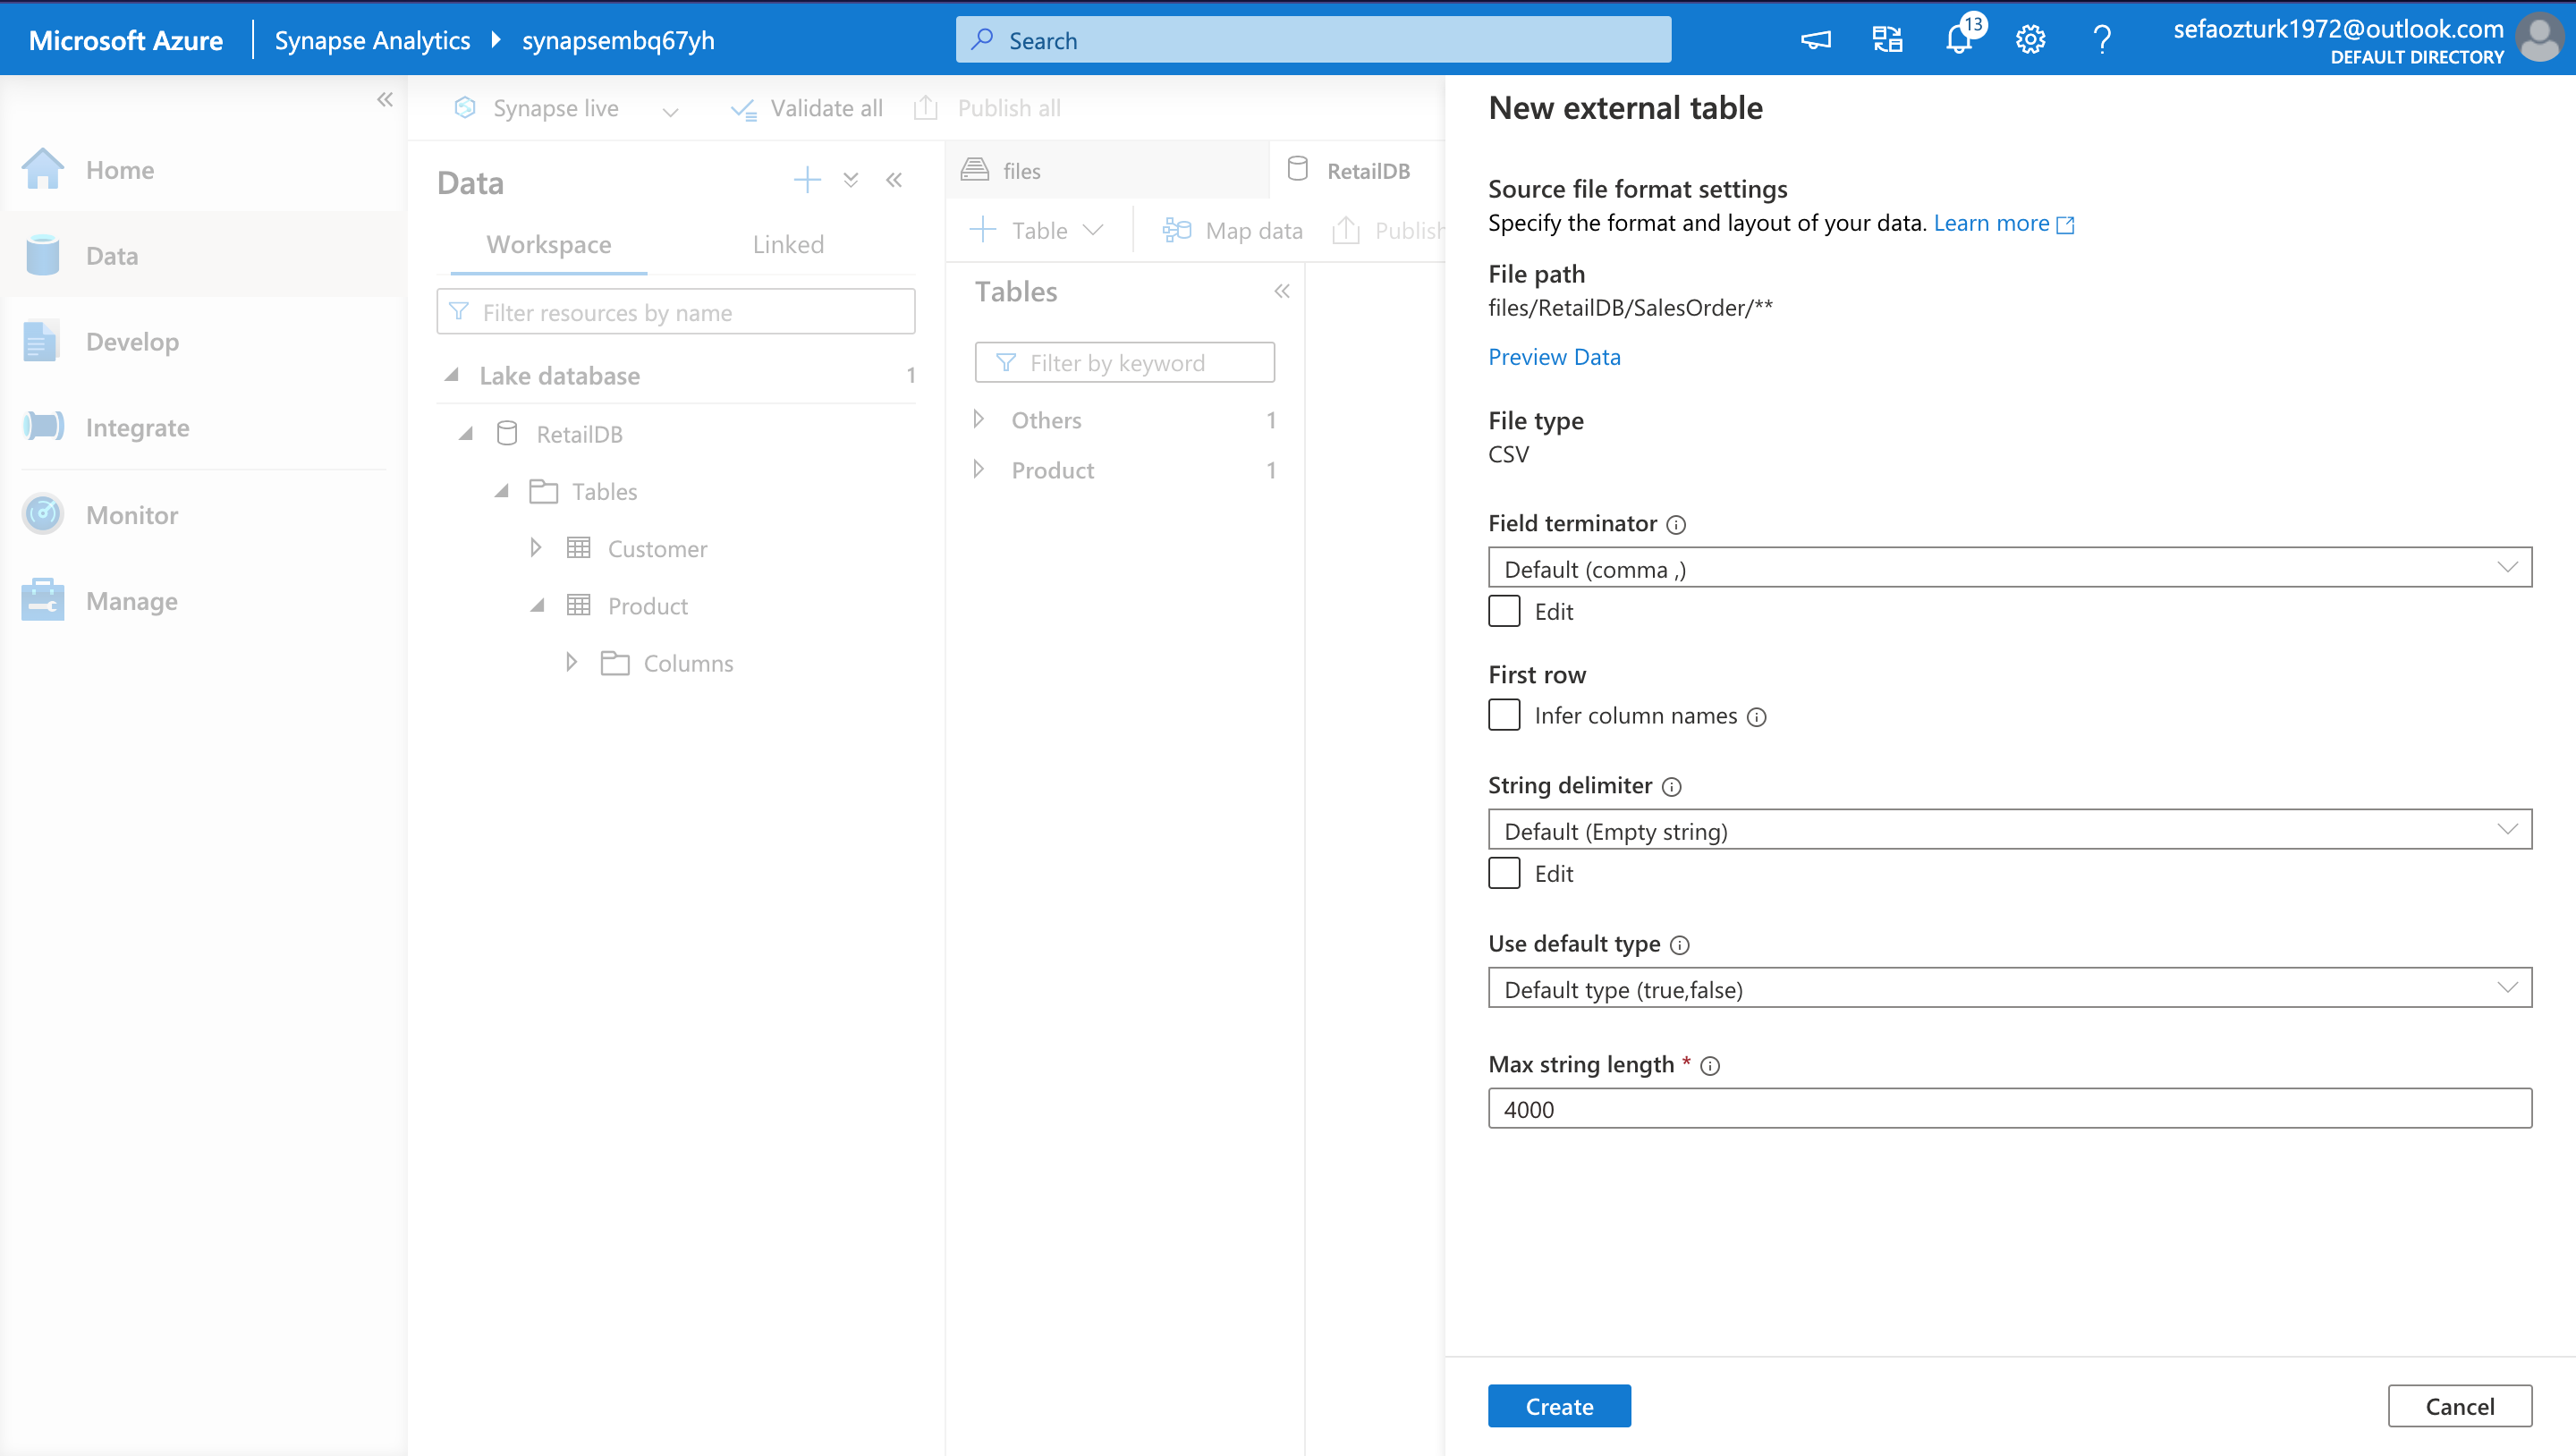 Microsoft Azure
Synapse Analytics
synapsembq67yh
Search
13
sefaozturk1972@outlook.com
DEFAULT DIRECTORY
Home
Data
Develop
Integrate
Monitor
Manage
Synapse live
Validate all
Publish all
Data
Workspace
Linked
Filter resources by name
Lake database 1
RetailDB
Tables
Customer
Product
Columns
files
RetailDB
Table
Map data
Publish
Tables
Filter by keyword
Others 1
Product 1
New external table
Source file format settings
Specify the format and layout of your data. Learn more
File path
files/RetailDB/SalesOrder/**
Preview Data
File type
CSV
Field terminator
Default (comma ,)
Edit
First row
Infer column names
String delimiter
Default (Empty string)
Edit
Use default type
Default type (true,false)
Max string length *
4000
Create
Cancel